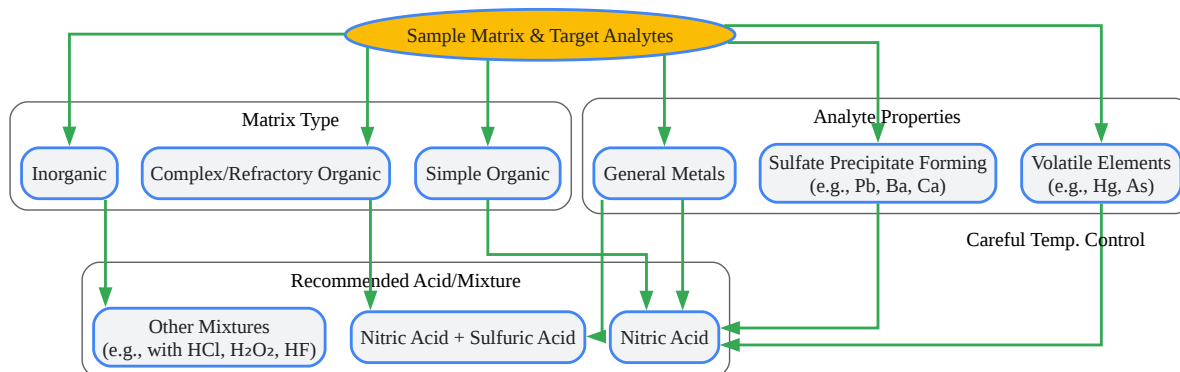 Sample Matrix & Target Analytes
Matrix Type
Analyte Properties
Inorganic
Complex/Refractory Organic
Simple Organic
General Metals
Sulfate Precipitate Forming
(e.g., Pb, Ba, Ca)
Volatile Elements
(e.g., Hg, As)
Careful Temp. Control
Recommended Acid/Mixture
Other Mixtures
(e.g., with HCl, H₂O₂, HF)
Nitric Acid + Sulfuric Acid
Nitric Acid